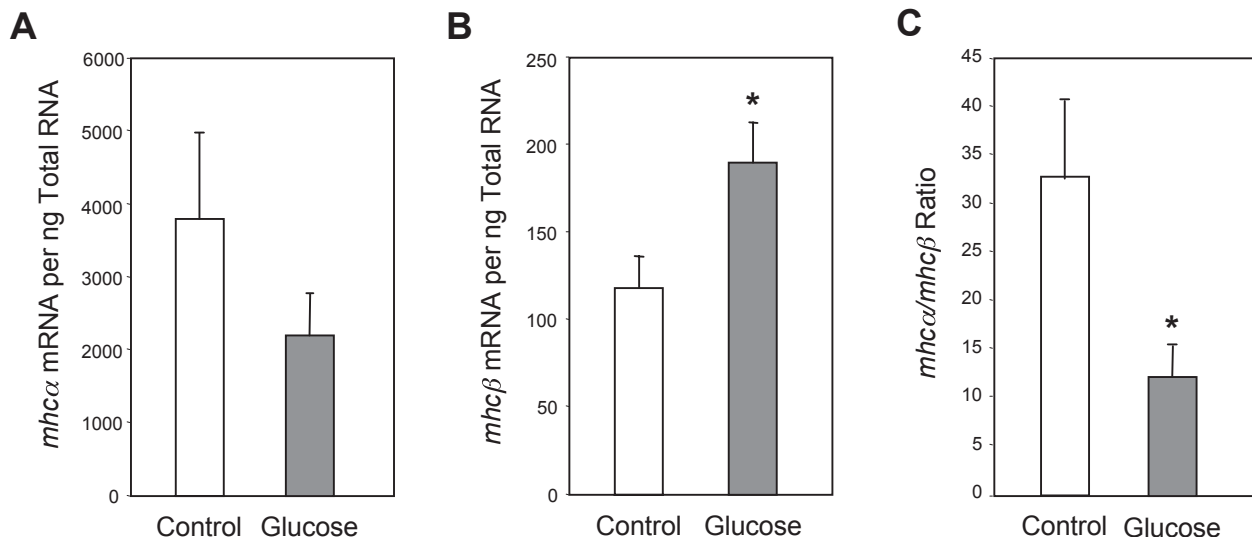 A
mhcα mRNA per ng Total RNA
6000
5000
4000
3000
2000
1000
0
Control Glucose
B
mhcβ mRNA per ng Total RNA
250
200
150
100
50
0
*
Control Glucose
C
mhcα/mhcβ Ratio
45
40
35
30
25
20
15
10
5
0
*
Control Glucose